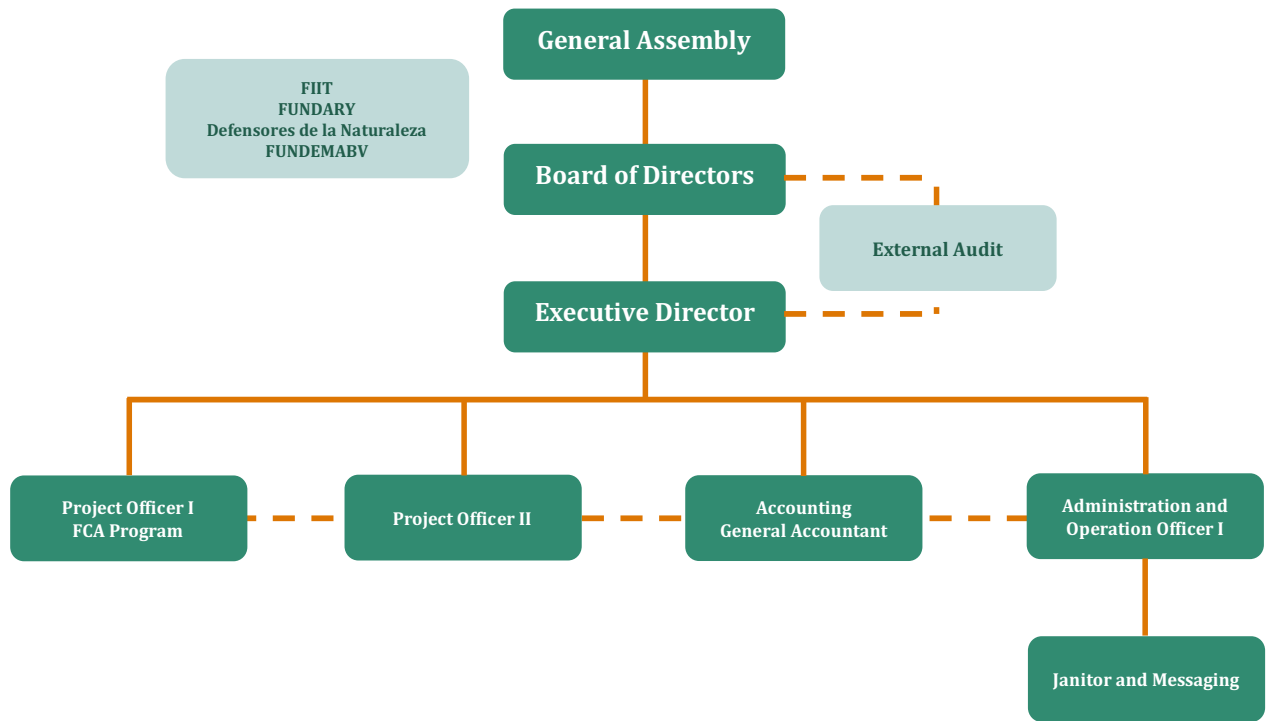 General Assembly
FIIT
FUNDARY
Defensores de la Naturaleza
FUNDEMABV
Board of Directors
External Audit
Executive Director
Project Officer I
FCA Program
Project Officer II
Accounting
General Accountant
Administration and
Operation Officer I
Janitor and Messaging